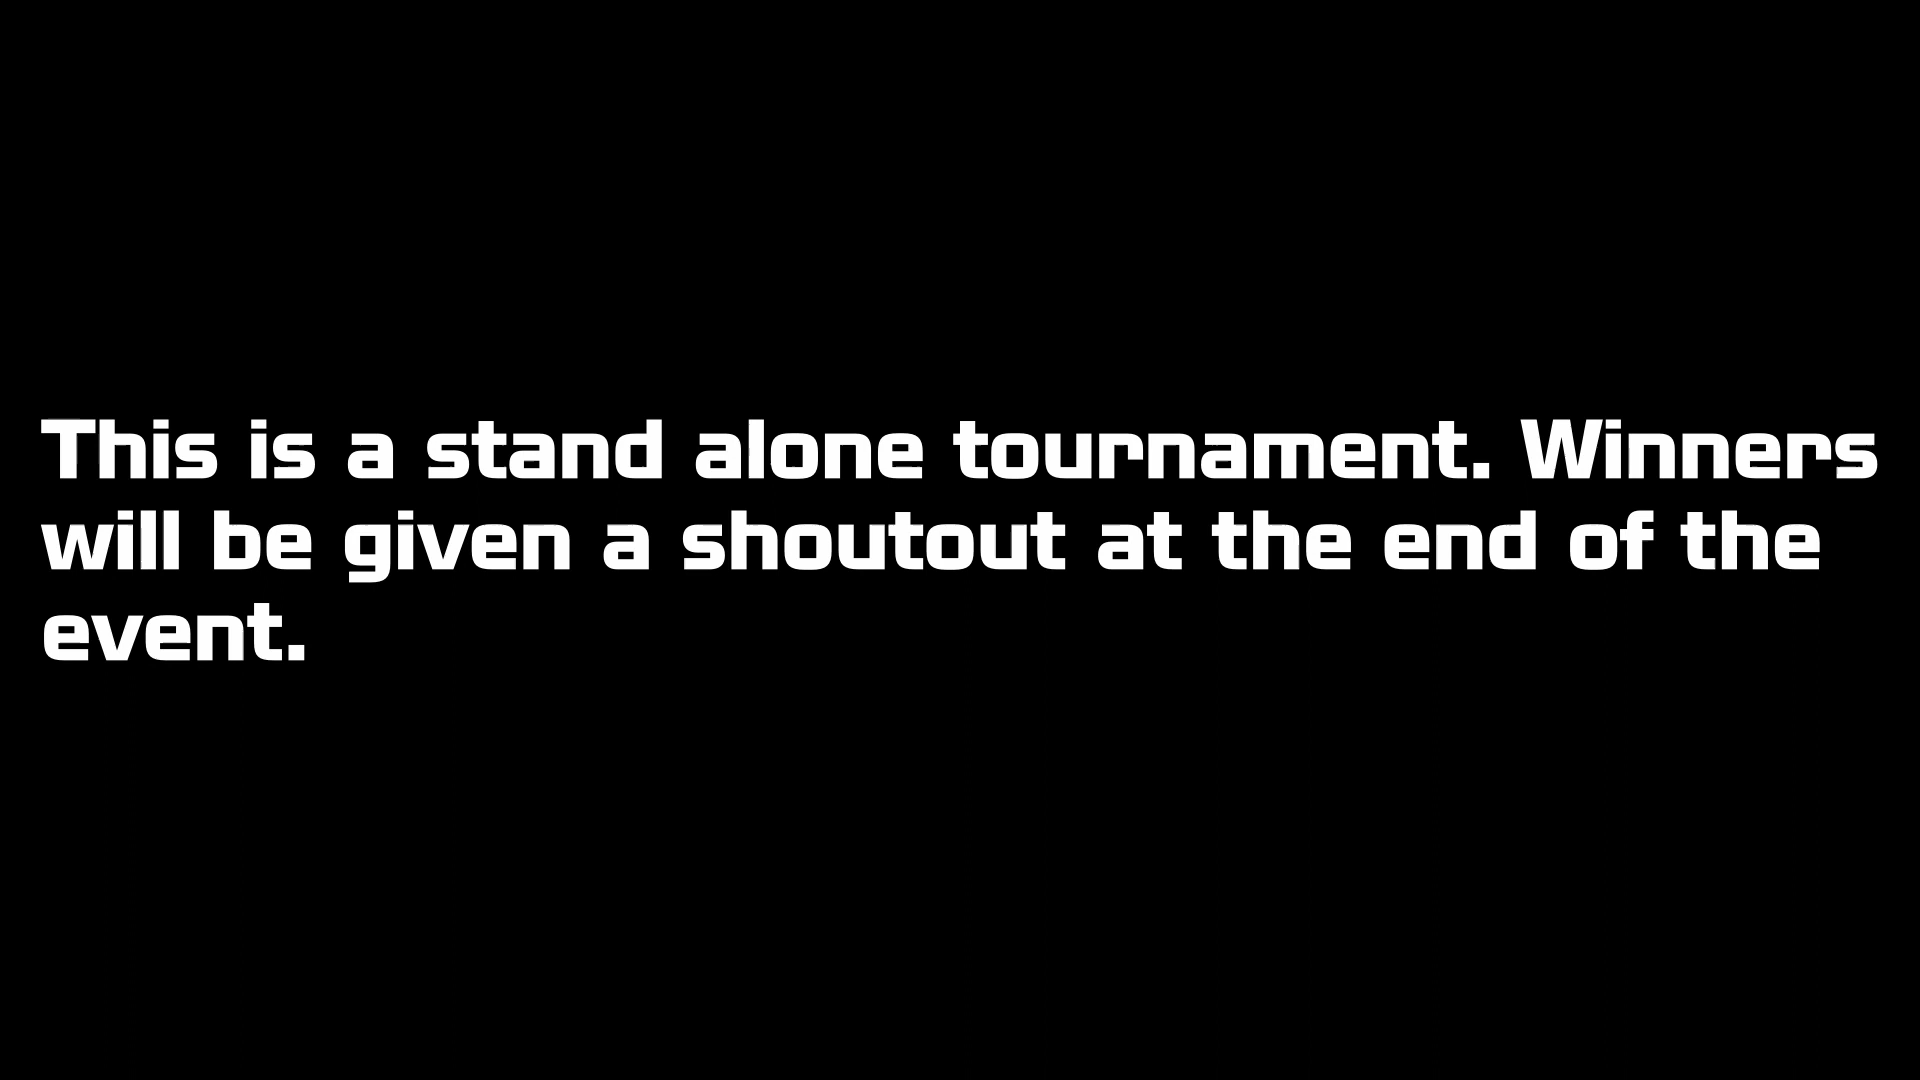 This is a stand alone tournament. Winners
will be given a shoutout at the end of the
event.